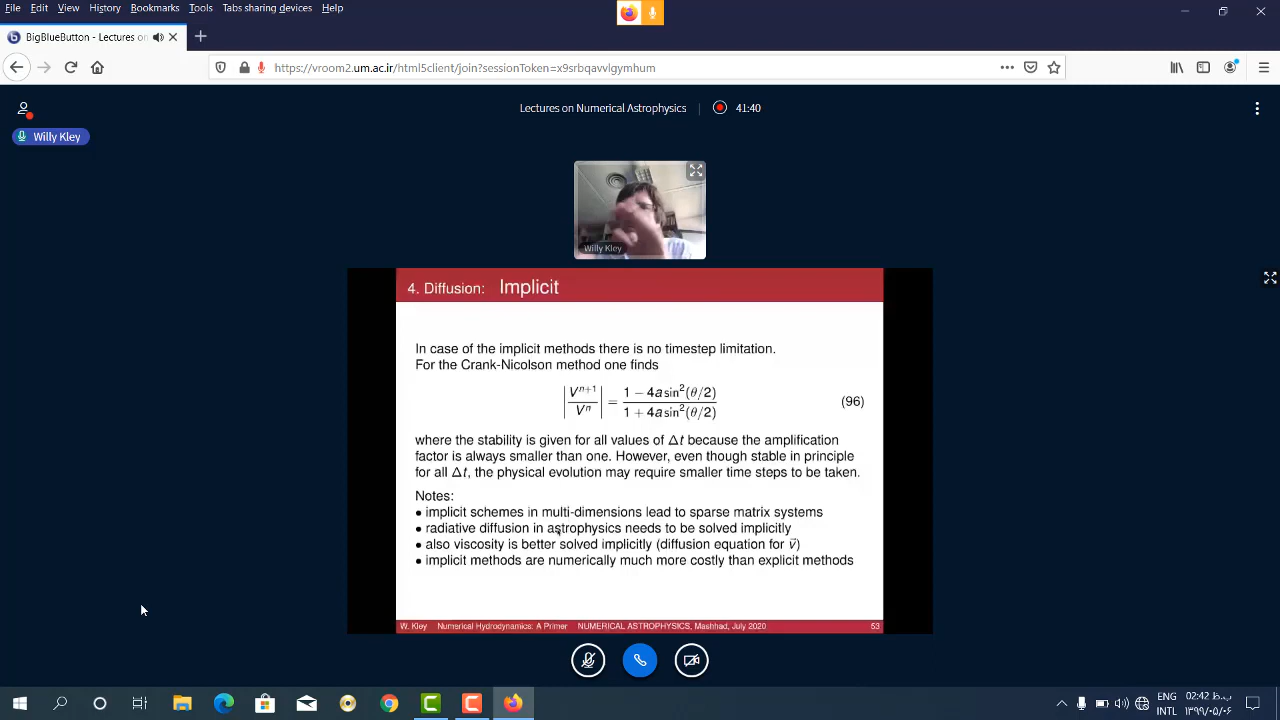 File Edit View History Bookmarks Tools Tabs sharing devices Help
BigBlueButton - Lectures on
https://vroom2.um.ac.ir/html5client/join?sessionToken=x9srbqavvlgymhum
Lectures on Numerical Astrophysics 41:40
Willy Kley
Willy Kley
4. Diffusion: Implicit
In case of the implicit methods there is no timestep limitation.
For the Crank-Nicolson method one finds
|V^{n+1}/V^n| = (1 − 4a sin²(θ/2))/(1 + 4a sin²(θ/2)) (96)
where the stability is given for all values of Δt because the amplification
factor is always smaller than one. However, even though stable in principle
for all Δt, the physical evolution may require smaller time steps to be taken.
Notes:
• implicit schemes in multi-dimensions lead to sparse matrix systems
• radiative diffusion in astrophysics needs to be solved implicitly
• also viscosity is better solved implicitly (diffusion equation for v⃗)
• implicit methods are numerically much more costly than explicit methods
W. Kley Numerical Hydrodynamics: A Primer NUMERICAL ASTROPHYSICS, Mashhad, July 2020 53
ENG 02:42 ب.ظ
INTL ۱۳۹۹/۰۵/۰۶